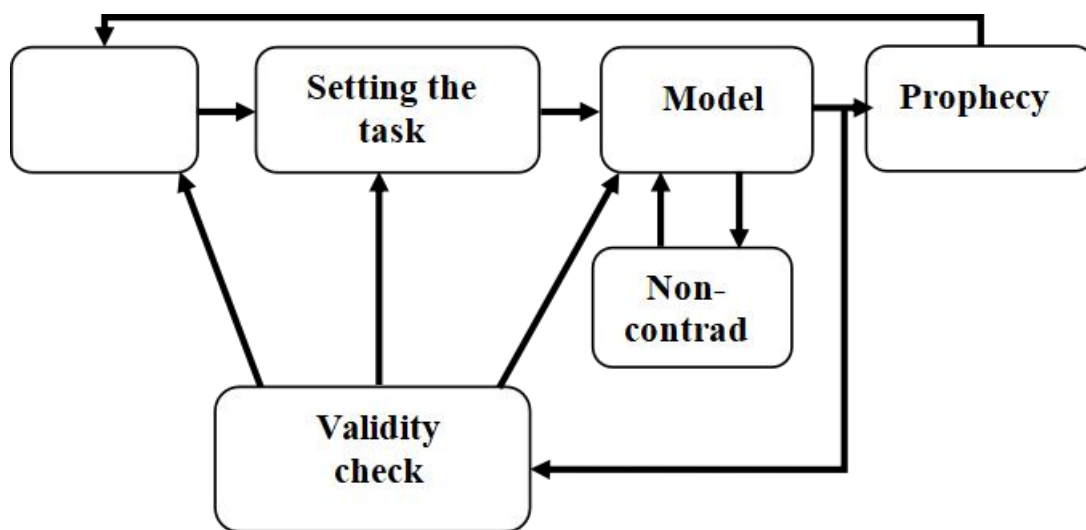 Setting the
task
Model
Prophecy
Non-
contrad
Validity
check